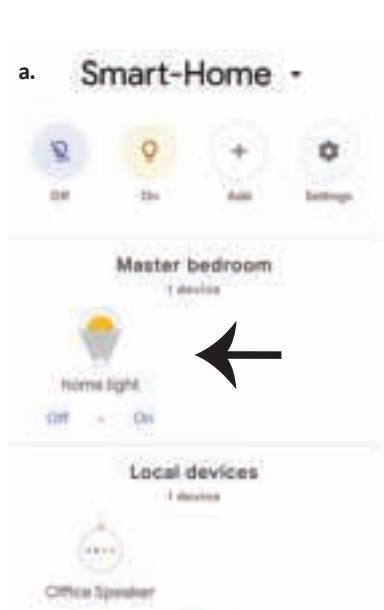 a. Smart-Home
Off On Add Settings
Master bedroom
1 device
home light
Off - On
Local devices
1 device
Office Speaker